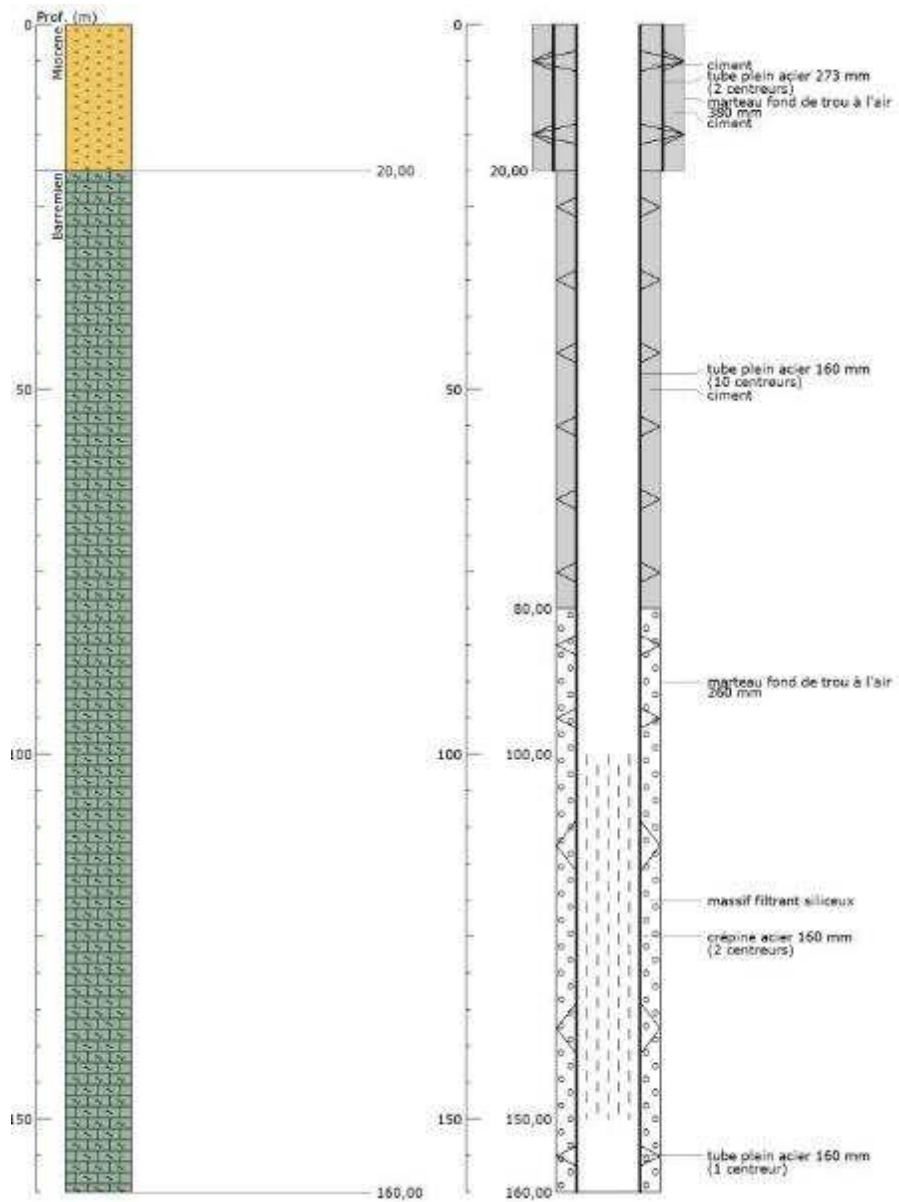 Prof. (m)
0
Miocene
20,00
Barremien
50
100
150
160,00
0
20,00
50
80,00
100
100,00
150
150,00
160,00
ciment
tube plein acier 273 mm
(2 centreurs)
marteau fond de trou à l'air
380 mm
ciment
tube plein acier 160 mm
(10 centreurs)
ciment
marteau fond de trou à l'air
260 mm
massif filtrant siliceux
crépine acier 160 mm
(2 centreurs)
tube plein acier 160 mm
(1 centreur)